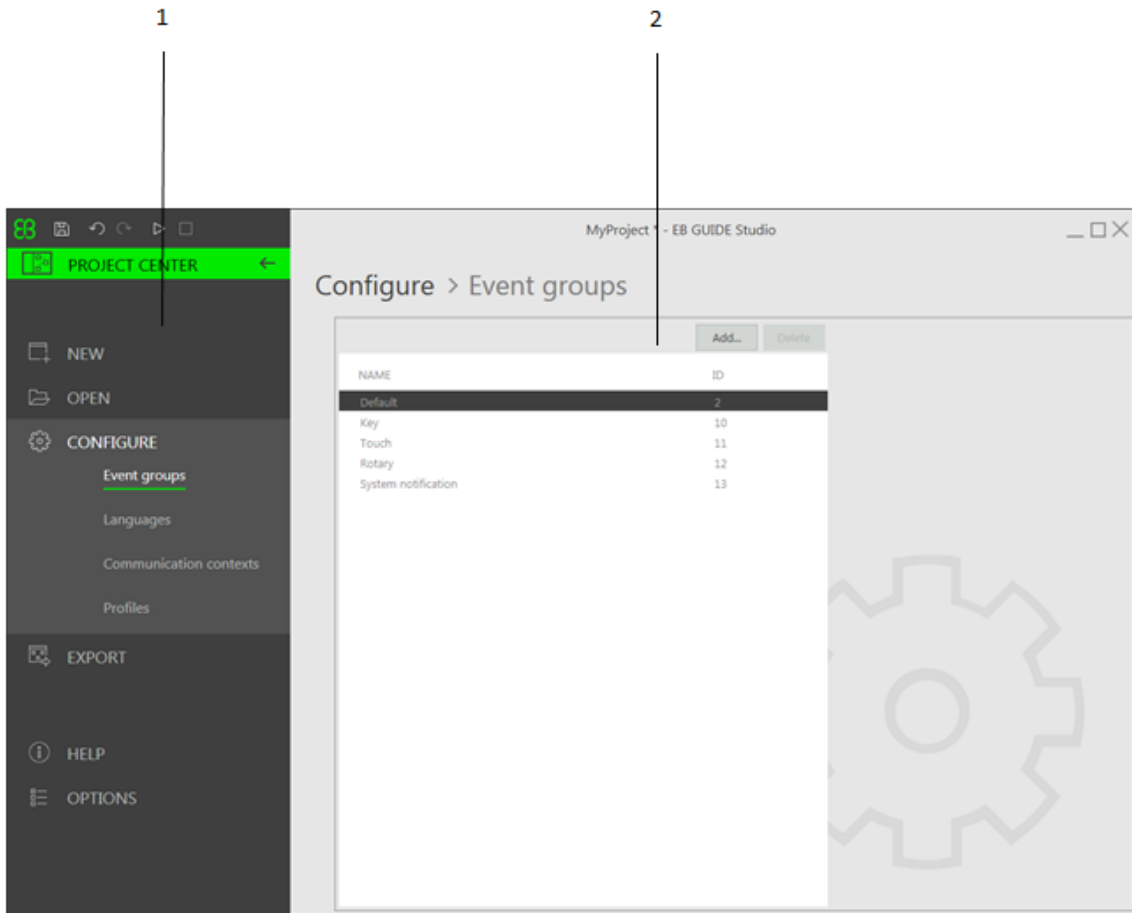 1 2
EB
MyProject * - EB GUIDE Studio
PROJECT CENTER
Configure > Event groups
NEW
OPEN
CONFIGURE
Event groups
Languages
Communication contexts
Profiles
EXPORT
HELP
OPTIONS
Add... Delete
NAME ID
Default 2
Key 10
Touch 11
Rotary 12
System notification 13